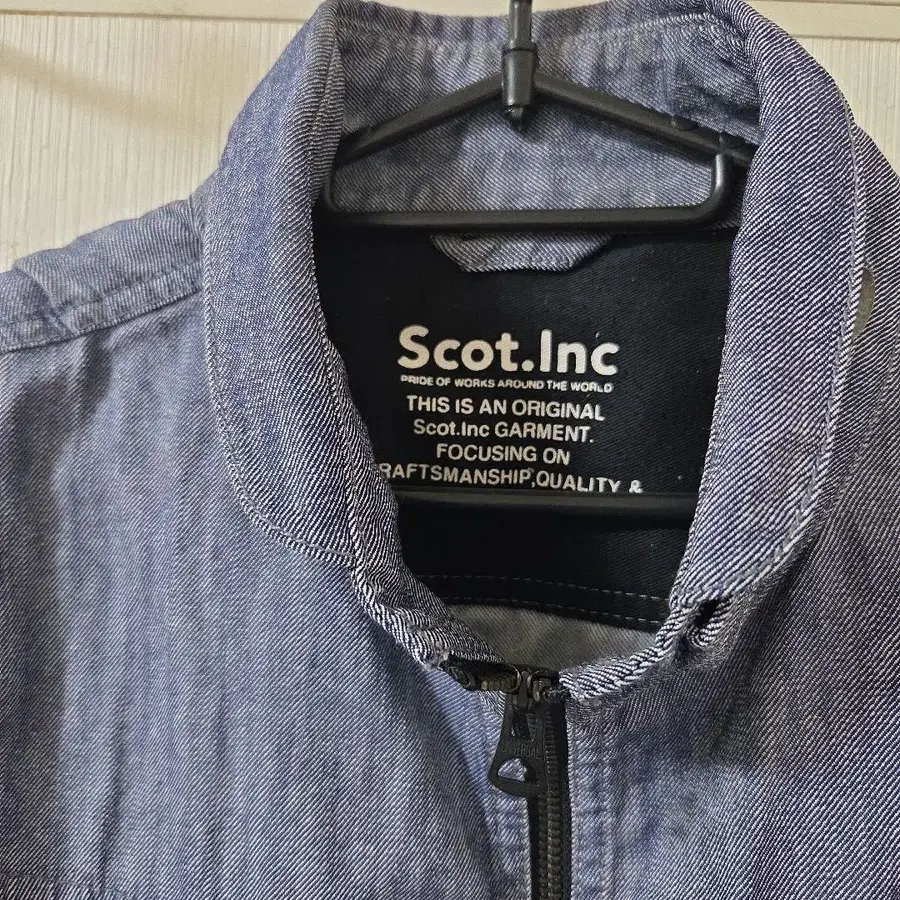 Scot.Inc
PRIDE OF WORKS AROUND THE WORLD
THIS IS AN ORIGINAL
Scot.Inc GARMENT.
FOCUSING ON
RAFTSMANSHIP,QUALITY &